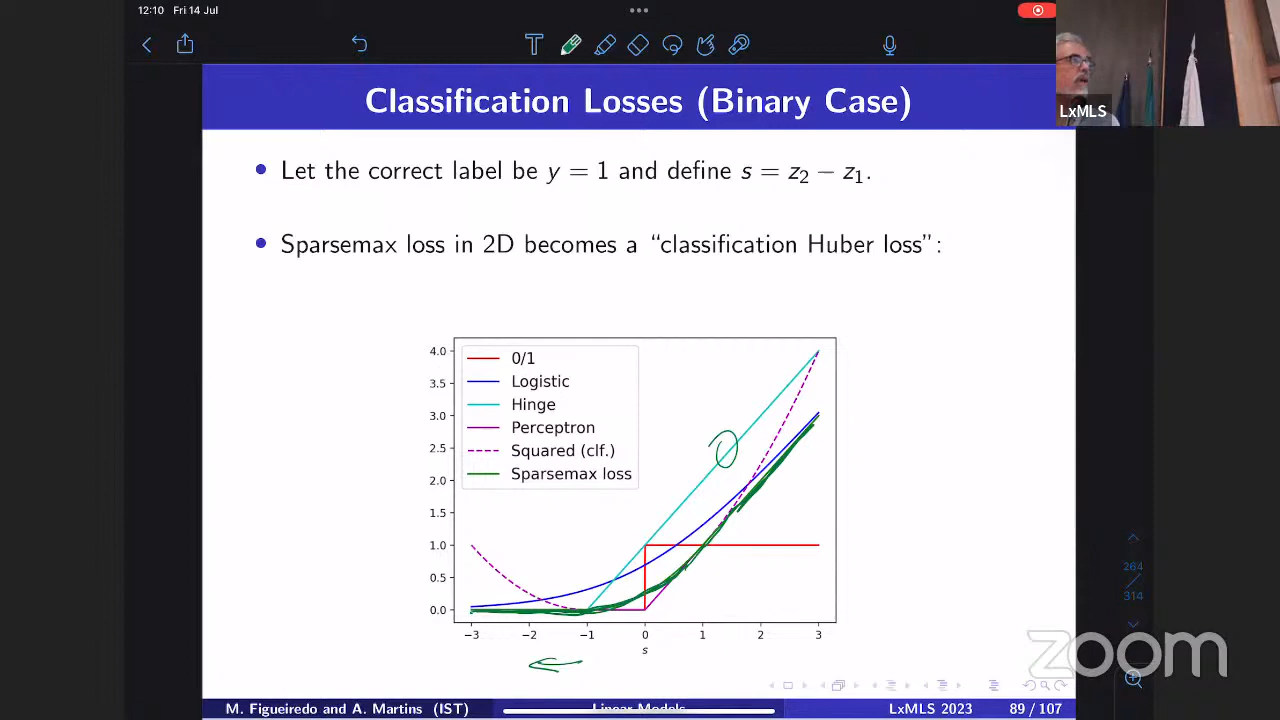 12:10 Fri 14 Jul
LxMLS
Classification Losses (Binary Case)
Let the correct label be y = 1 and define s = z₂ − z₁.
Sparsemax loss in 2D becomes a “classification Huber loss”:
4.0
3.5
3.0
2.5
2.0
1.5
1.0
0.5
0.0
0/1
Logistic
Hinge
Perceptron
Squared (clf.)
Sparsemax loss
−3 −2 −1 0 1 2 3
s
264
314
zoom
M. Figueiredo and A. Martins (IST) Linear Models LxMLS 2023 89 / 107